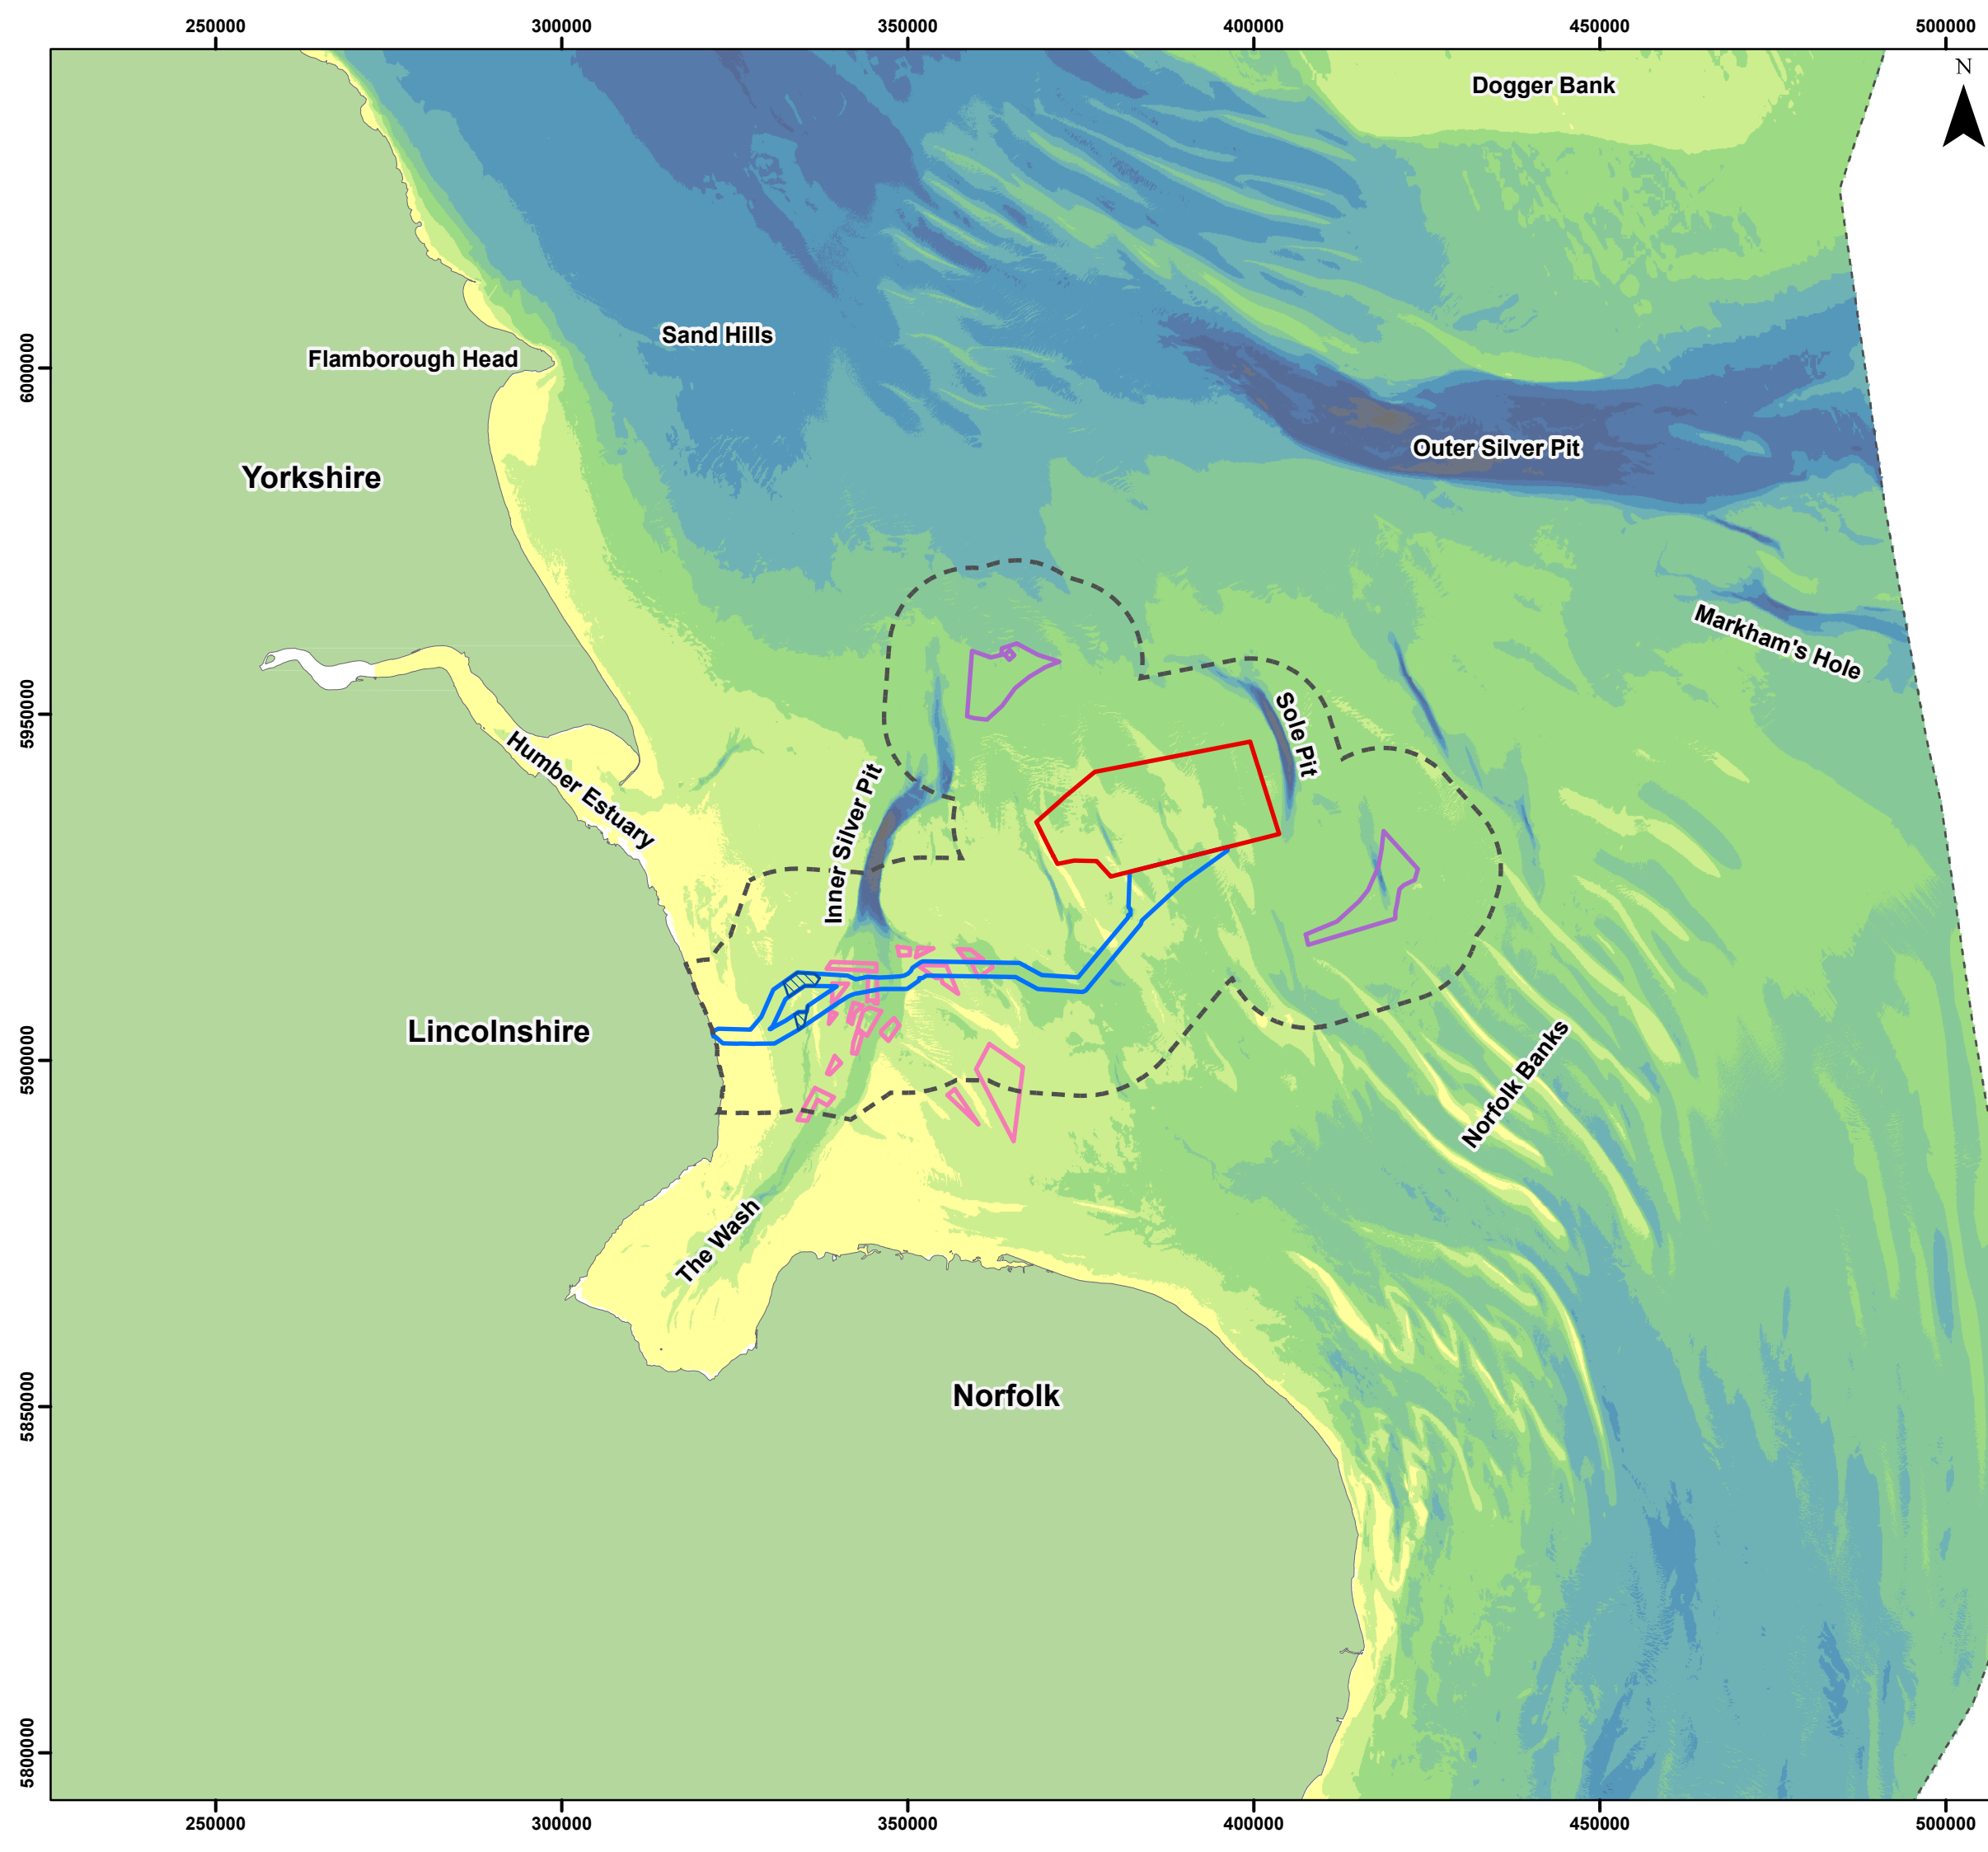 250000 300000 350000 400000 450000 500000
N
Dogger Bank
Sand Hills
Flamborough Head
6000000
Outer Silver Pit
Yorkshire
Markham's Hole
Sole Pit
5950000
Humber Estuary
Inner Silver Pit
Lincolnshire
5900000
Norfolk Banks
The Wash
Norfolk
5850000
5800000
250000 300000 350000 400000 450000 500000